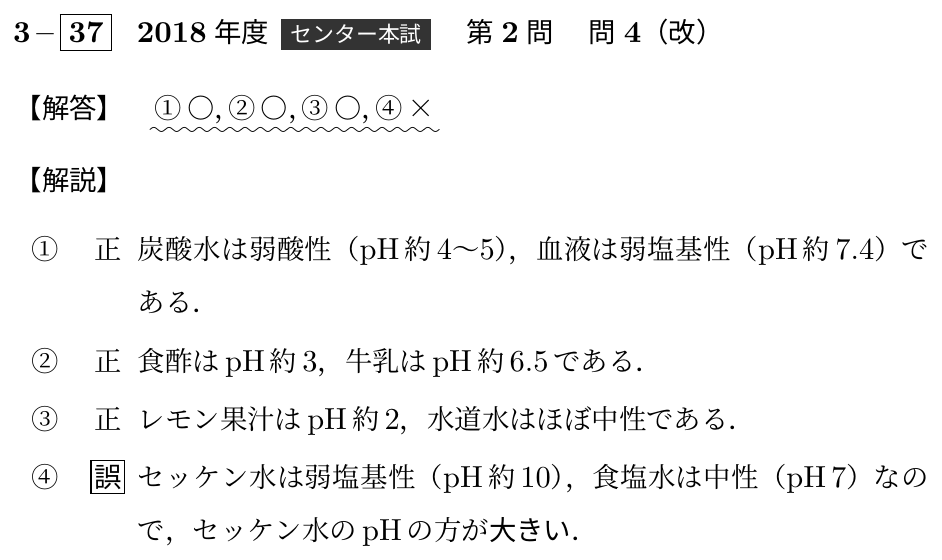 3－37 2018 年度 センター本試 第 2 問 問 4（改）
【解答】 ① ○, ② ○, ③ ○, ④ ×
【解説】
① 正 炭酸水は弱酸性（pH 約 4～5），血液は弱塩基性（pH 約 7.4）で
ある．
② 正 食酢は pH 約 3，牛乳は pH 約 6.5 である．
③ 正 レモン果汁は pH 約 2，水道水はほぼ中性である．
④ 誤 セッケン水は弱塩基性（pH 約 10），食塩水は中性（pH 7）なの
で，セッケン水の pH の方が大きい．